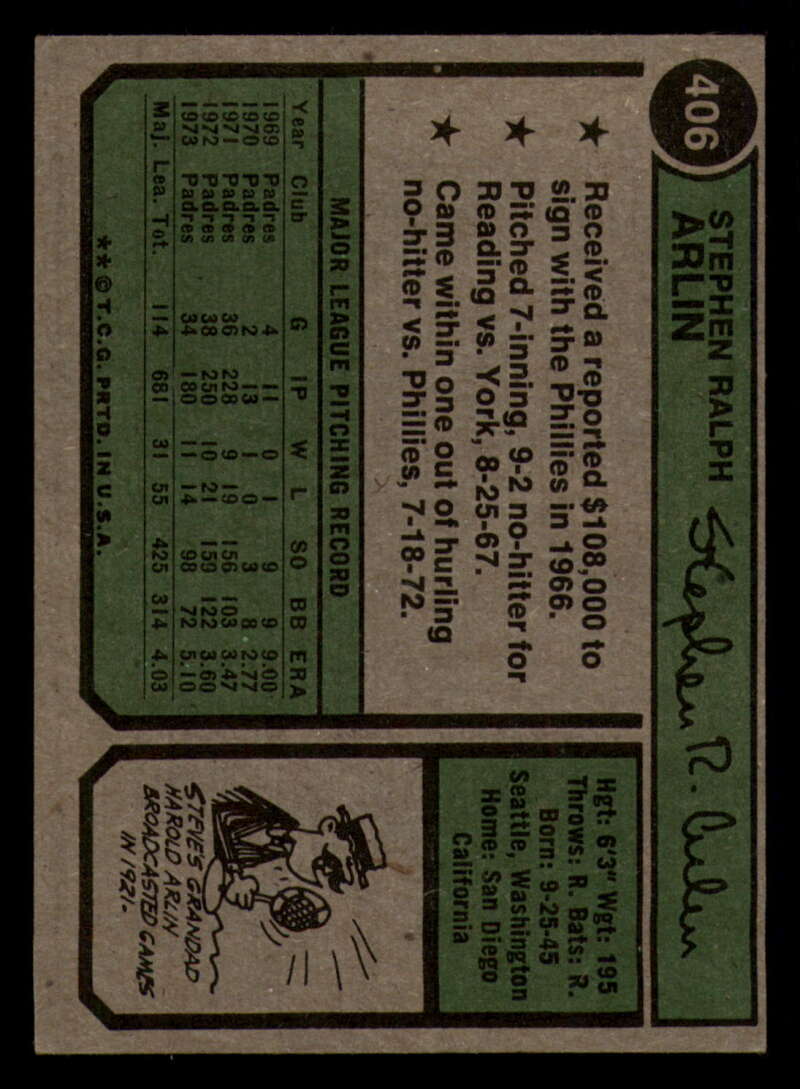 406
STEPHEN RALPH
ARLIN
Stephen R. Arlin
★ Received a reported $108,000 to
sign with the Phillies in 1966.
★ Pitched 7-inning, 9-2 no-hitter for
Reading vs. York, 8-25-67.
★ Came within one out of hurling
no-hitter vs. Phillies, 7-18-72.
MAJOR LEAGUE PITCHING RECORD
Year Club G IP W L SO BB ERA
1969 Padres 4 11 0 1 9 9 9.00
1970 Padres 2 13 1 0 3 8 2.77
1971 Padres 36 228 9 19 156 103 3.47
1972 Padres 38 250 10 21 159 122 3.60
1973 Padres 34 180 11 14 98 72 5.10
Maj. Lea. Tot. 114 681 31 55 425 314 4.03
**©T.C.G. PRTD. IN U.S.A.
Hgt: 6'3" Wgt: 195
Throws: R. Bats: R.
Born: 9-25-45
Seattle, Washington
Home: San Diego
California
STEVE'S GRANDAD
HAROLD ARLIN
BROADCASTED GAMES
IN 1921.